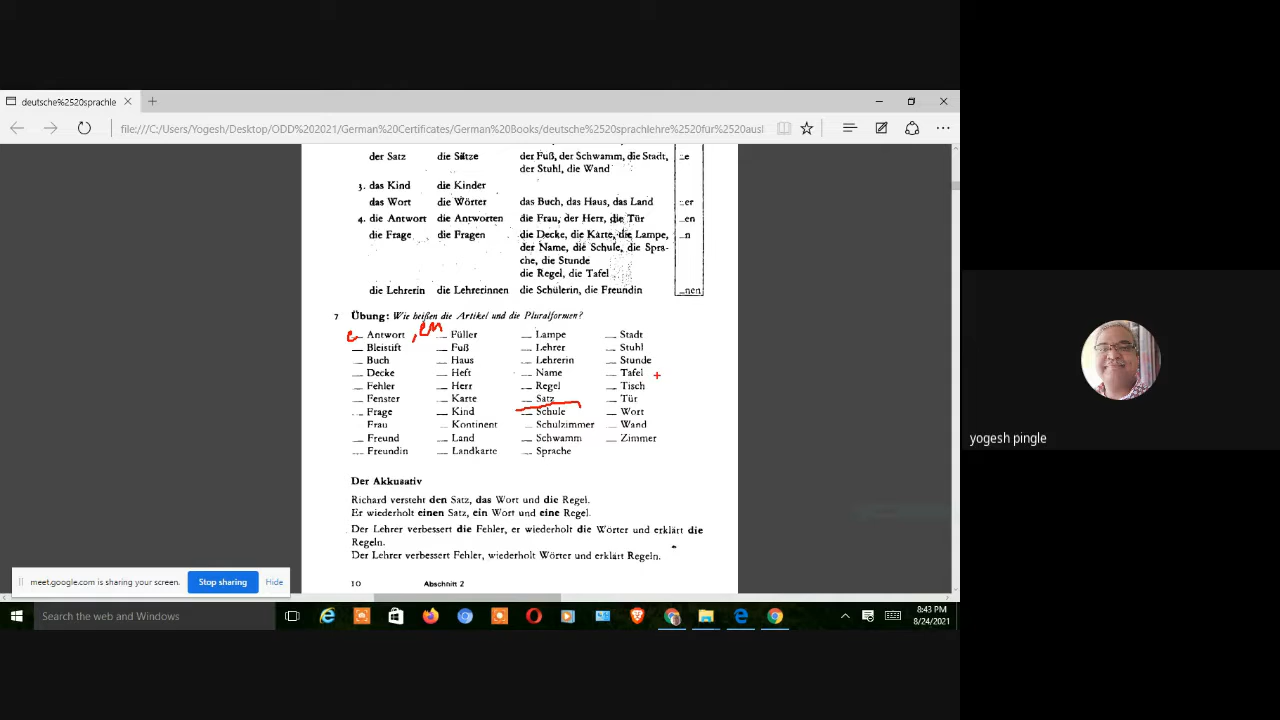 deutsche%2520sprachle
file:///C:/Users/Yogesh/Desktop/ODD%202021/German%20Certificates/German%20Books/deutsche%2520sprachlehre%2520für%2520ausl
der Satz die Sätze der Fuß, der Schwamm, die Stadt, ..e
der Stuhl, die Wand
3. das Kind die Kinder
das Wort die Wörter das Buch, das Haus, das Land ..er
4. die Antwort die Antworten die Frau, der Herr, die Tür ..en
die Frage die Fragen die Decke, die Karte, die Lampe, ..n
der Name, die Schule, die Spra-
che, die Stunde
die Regel, die Tafel
die Lehrerin die Lehrerinnen die Schülerin, die Freundin ..nen
7 Übung: Wie heißen die Artikel und die Pluralformen?
e Antwort , en Füller Lampe Stadt
Bleistift Fuß Lehrer Stuhl
Buch Haus Lehrerin Stunde
Decke Heft Name Tafel
Fehler Herr Regel Tisch
Fenster Karte Satz Tür
Frage Kind Schule Wort
Frau Kontinent Schulzimmer Wand
Freund Land Schwamm Zimmer
Freundin Landkarte Sprache
Der Akkusativ
Richard versteht den Satz, das Wort und die Regel.
Er wiederholt einen Satz, ein Wort und eine Regel.
Der Lehrer verbessert die Fehler, er wiederholt die Wörter und erklärt die
Regeln.
Der Lehrer verbessert Fehler, wiederholt Wörter und erklärt Regeln.
10 Abschnitt 2
meet.google.com is sharing your screen. Stop sharing Hide
Search the web and Windows
8:43 PM
8/24/2021
yogesh pingle